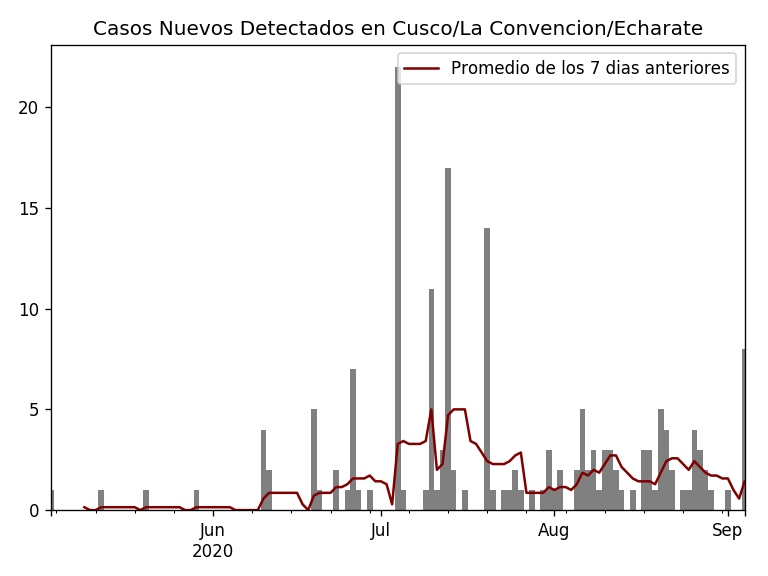 Casos Nuevos Detectados en Cusco/La Convencion/Echarate
Promedio de los 7 dias anteriores
20
15
10
5
0
Jun
2020
Jul
Aug
Sep